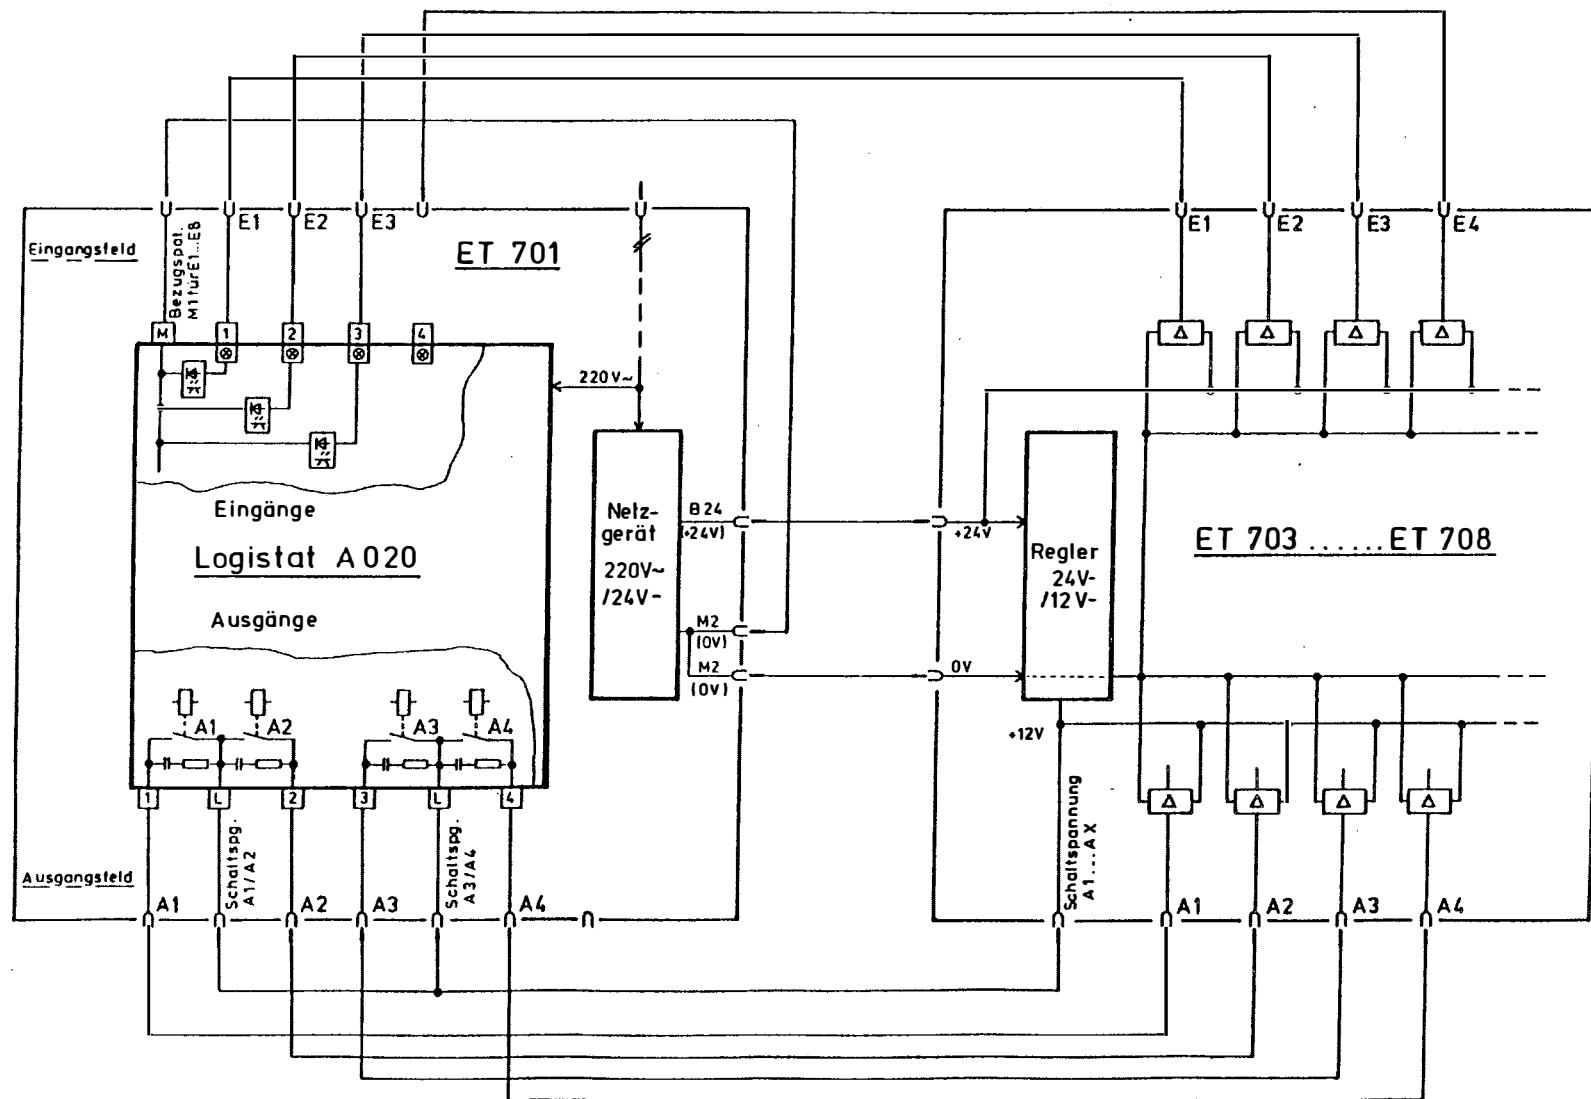 E1
E2
E3
E1
E2
E3
E4
Eingangsfeld
Bezugspot.
M1 für E1...E8
ET 701
M
1
2
3
4
220V~
Eingänge
Logistat A020
Ausgänge
Netz-
gerät
220V~
/24V-
B24
(+24V)
M2
(0V)
M2
(0V)
+24V
0V
Regler
24V-
/12V-
ET 703 ...... ET 708
+12V
A1
A2
A3
A4
1
L
2
3
L
4
Schaltspg.
A1/A2
Schaltspg.
A3/A4
Schaltspannung
A1...AX
Ausgangsfeld
A1
A2
A3
A4
A1
A2
A3
A4